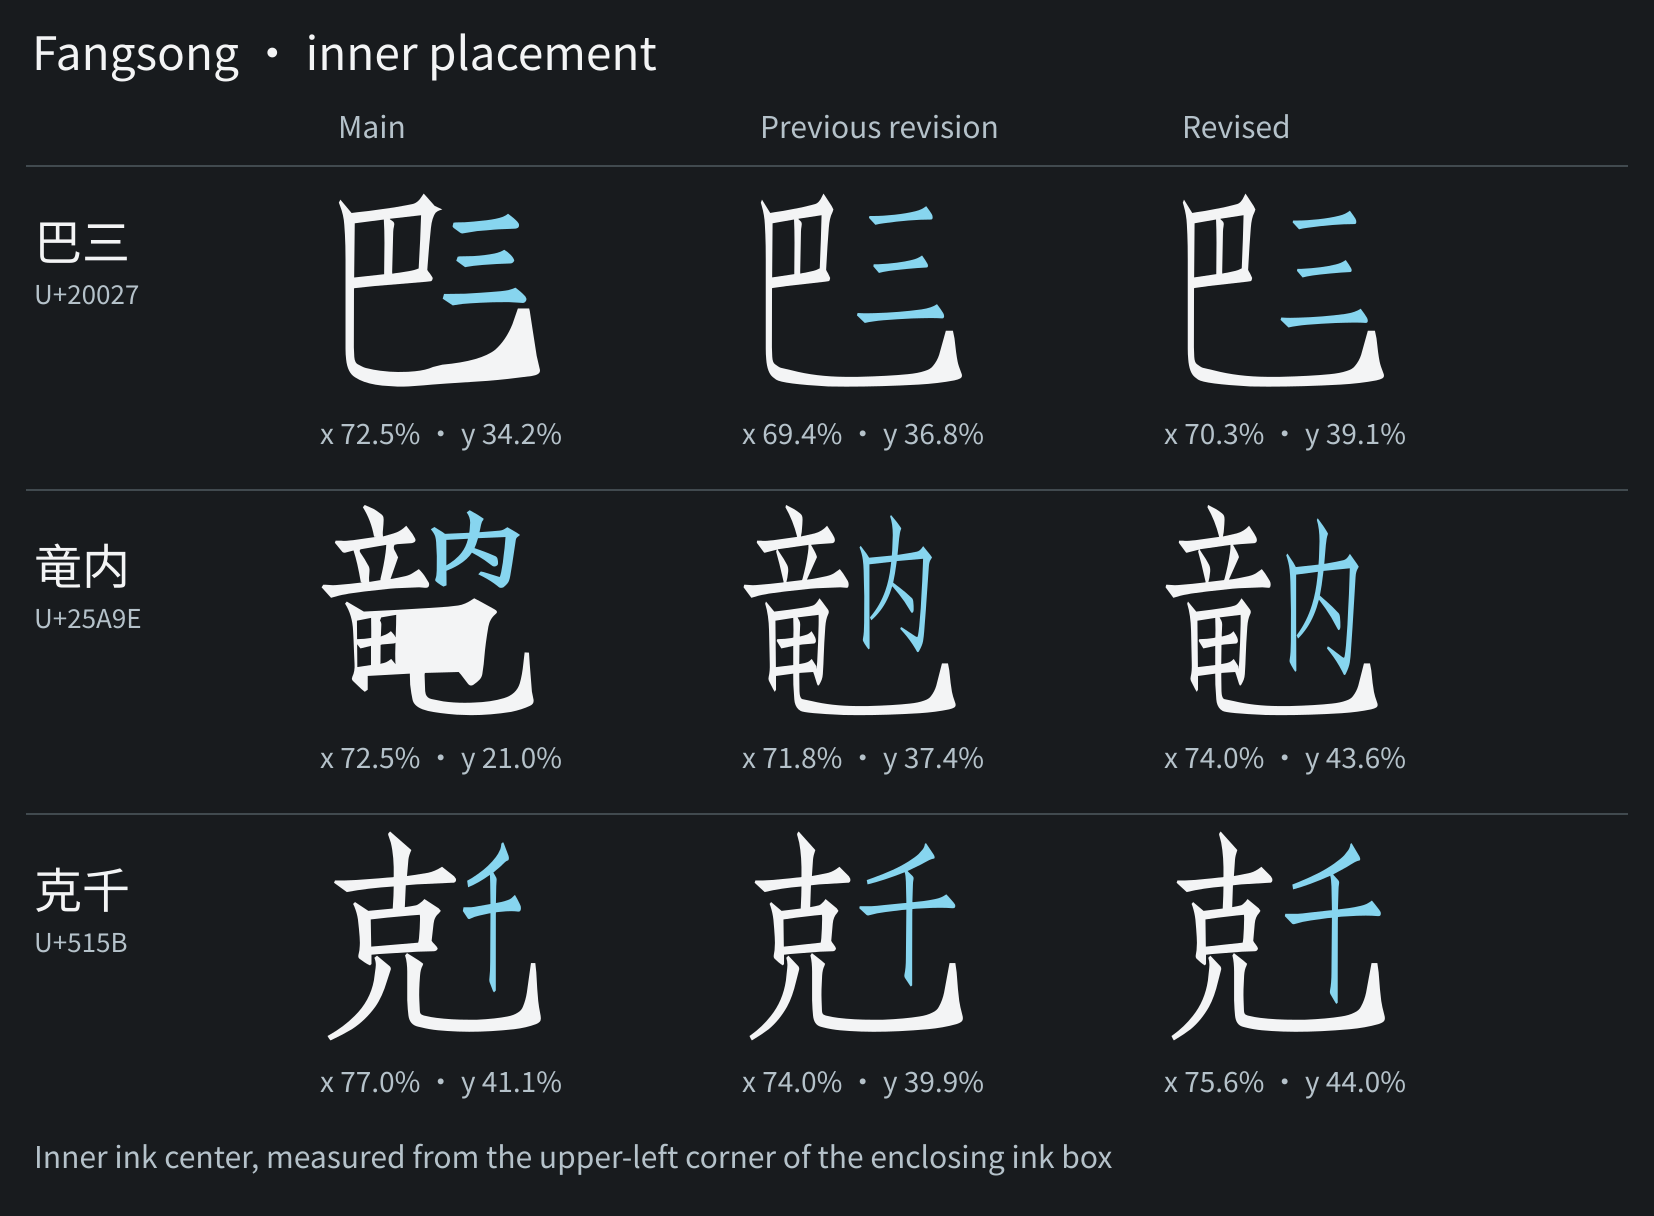 Fangsong • inner placement
Main Previous revision Revised
巴三
U+20027
x 72.5% • y 34.2% x 69.4% • y 36.8% x 70.3% • y 39.1%
竜内
U+25A9E
x 72.5% • y 21.0% x 71.8% • y 37.4% x 74.0% • y 43.6%
克千
U+515B
兛 兛 兛
x 77.0% • y 41.1% x 74.0% • y 39.9% x 75.6% • y 44.0%
Inner ink center, measured from the upper-left corner of the enclosing ink box